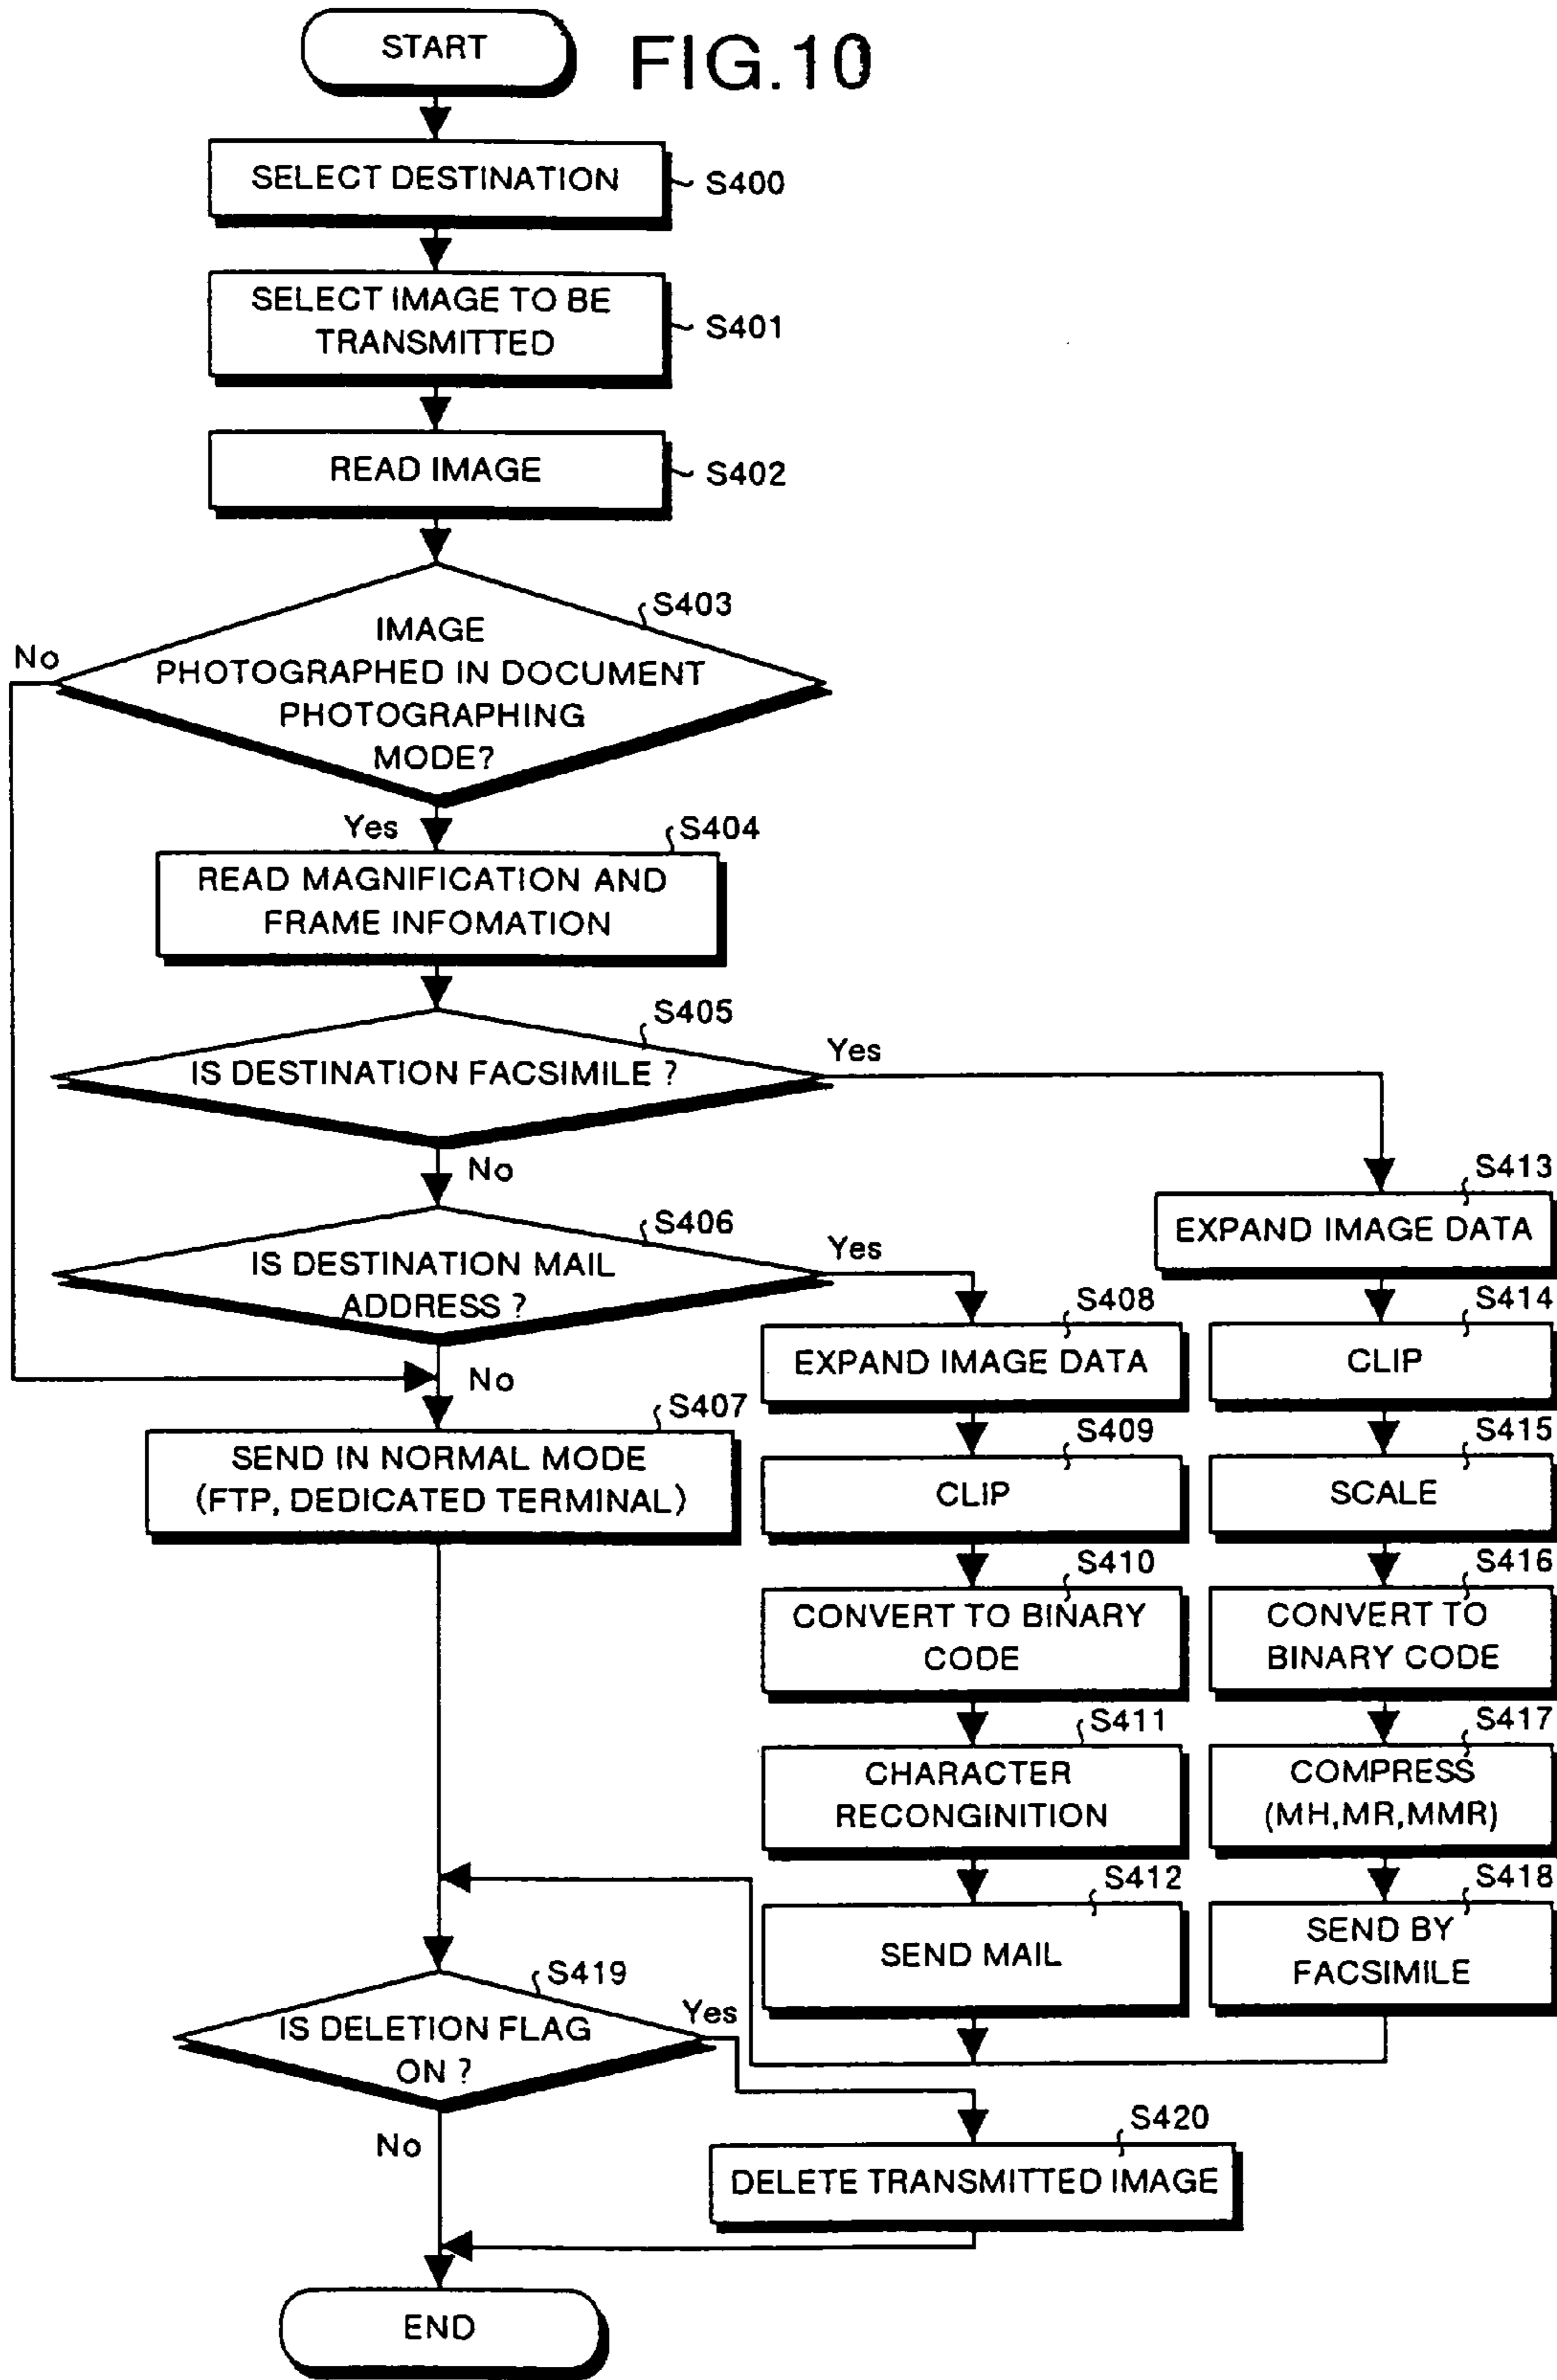 FIG.10
START
SELECT DESTINATION
S400
SELECT IMAGE TO BE
TRANSMITTED
S401
READ IMAGE
S402
S403
IMAGE
PHOTOGRAPHED IN DOCUMENT
PHOTOGRAPHING
MODE?
No
Yes
S404
READ MAGNIFICATION AND
FRAME INFOMATION
S405
IS DESTINATION FACSIMILE ?
Yes
No
S406
IS DESTINATION MAIL
ADDRESS ?
Yes
No
S407
SEND IN NORMAL MODE
(FTP, DEDICATED TERMINAL)
S408
EXPAND IMAGE DATA
S409
CLIP
S410
CONVERT TO BINARY
CODE
S411
CHARACTER
RECONGINITION
S412
SEND MAIL
S413
EXPAND IMAGE DATA
S414
CLIP
S415
SCALE
S416
CONVERT TO
BINARY CODE
S417
COMPRESS
(MH,MR,MMR)
S418
SEND BY
FACSIMILE
S419
IS DELETION FLAG
ON ?
Yes
No
S420
DELETE TRANSMITTED IMAGE
END